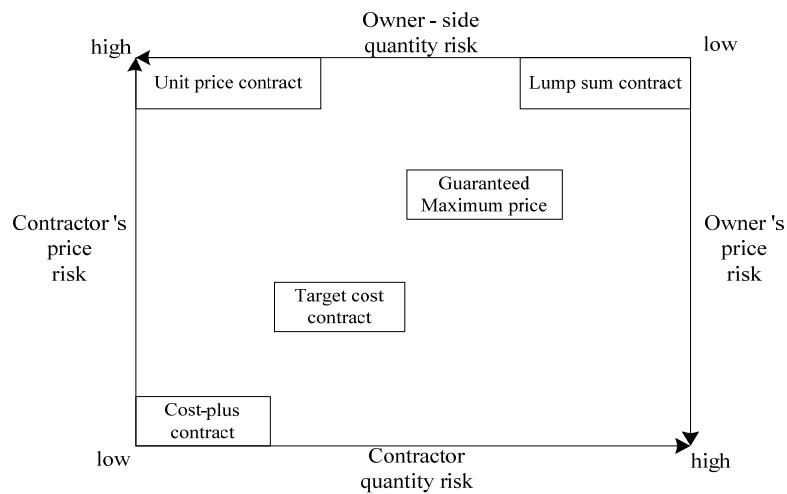 Owner - side
quantity risk
high
low
Unit price contract
Lump sum contract
Guaranteed
Maximum price
Contractor 's
price
risk
Owner 's
price
risk
Target cost
contract
Cost-plus
contract
low
Contractor
quantity risk
high